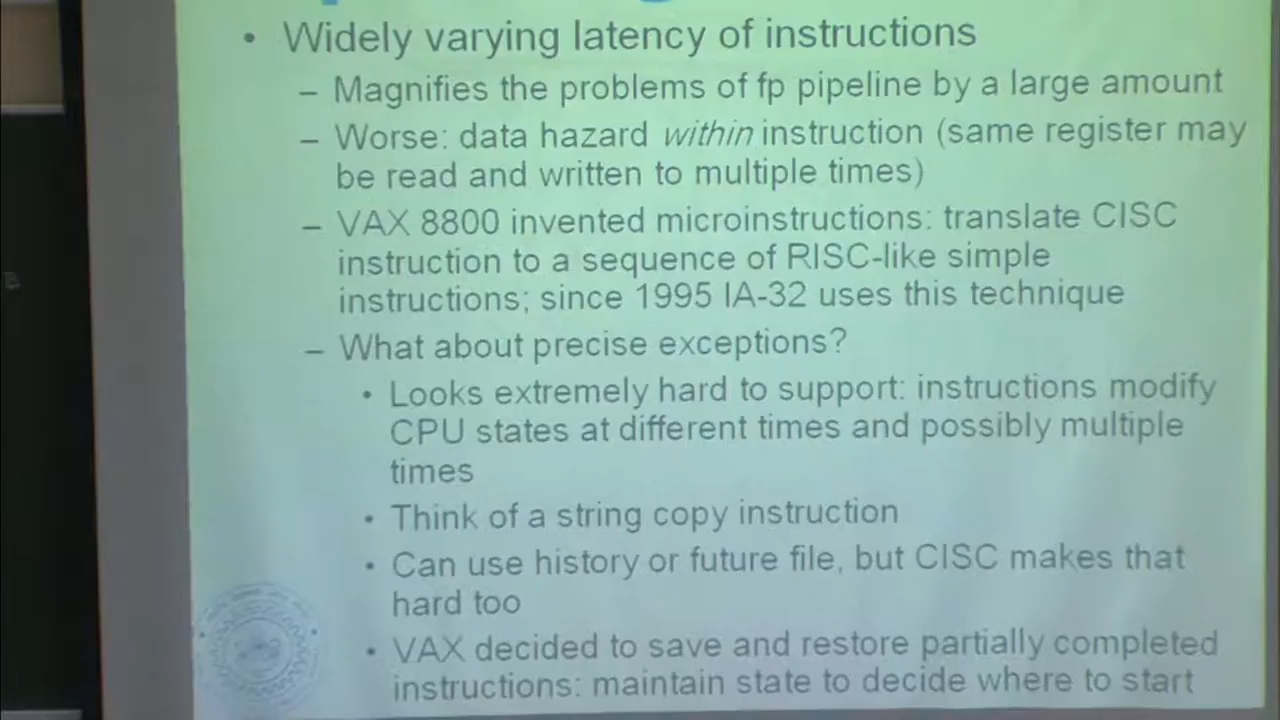 • Widely varying latency of instructions
– Magnifies the problems of fp pipeline by a large amount
– Worse: data hazard within instruction (same register may
be read and written to multiple times)
– VAX 8800 invented microinstructions: translate CISC
instruction to a sequence of RISC-like simple
instructions; since 1995 IA-32 uses this technique
– What about precise exceptions?
• Looks extremely hard to support: instructions modify
CPU states at different times and possibly multiple
times
• Think of a string copy instruction
• Can use history or future file, but CISC makes that
hard too
• VAX decided to save and restore partially completed
instructions: maintain state to decide where to start